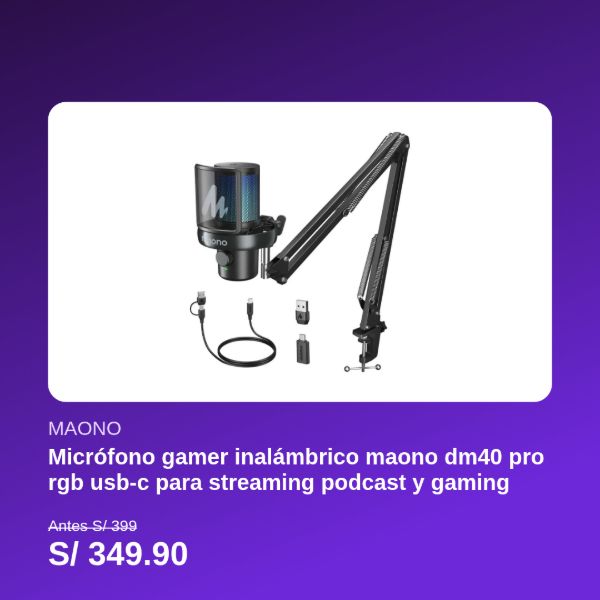 MAONO
Micrófono gamer inalámbrico maono dm40 pro
rgb usb-c para streaming podcast y gaming
Antes S/ 399
S/ 349.90